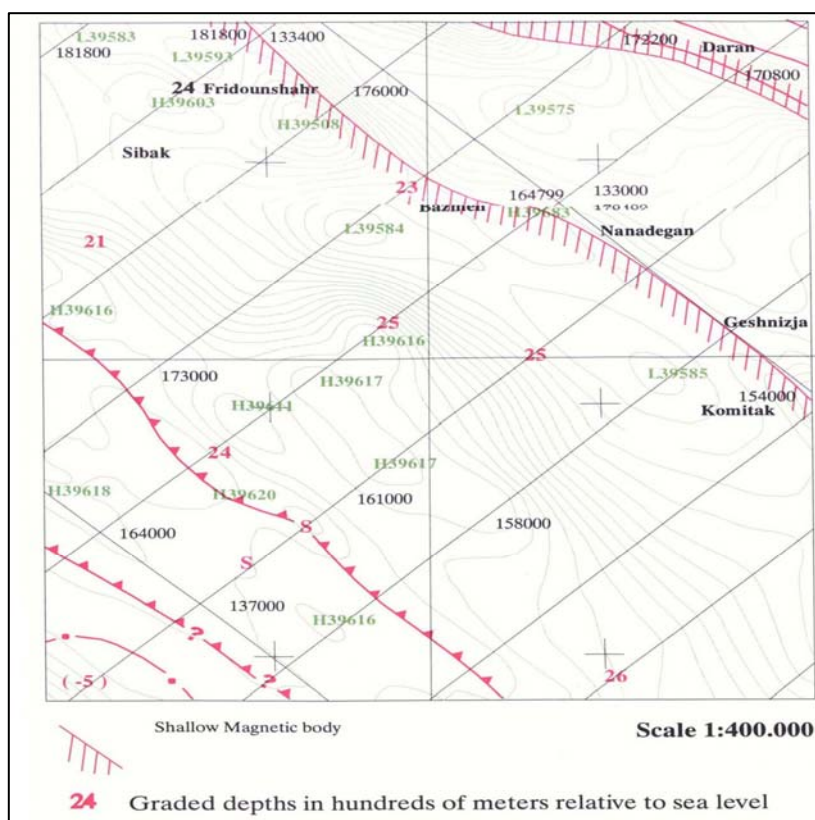 L39583
181800
133400
172200
Daran
181800
L39593
170800
24 Fridounshahr
176000
H39603
L39575
H39508
Sibak
23
164799
133000
Bazmen
H39683
170109
L39584
Nanadegan
21
H39616
25
Geshnizja
H39616
25
173000
H39617
L39585
154000
H39611
Komitak
24
H39617
H39618
H39620
161000
S
158000
164000
S
137000
H39616
?
26
( -5 )
?
Shallow Magnetic body
Scale 1:400.000
24 Graded depths in hundreds of meters relative to sea level